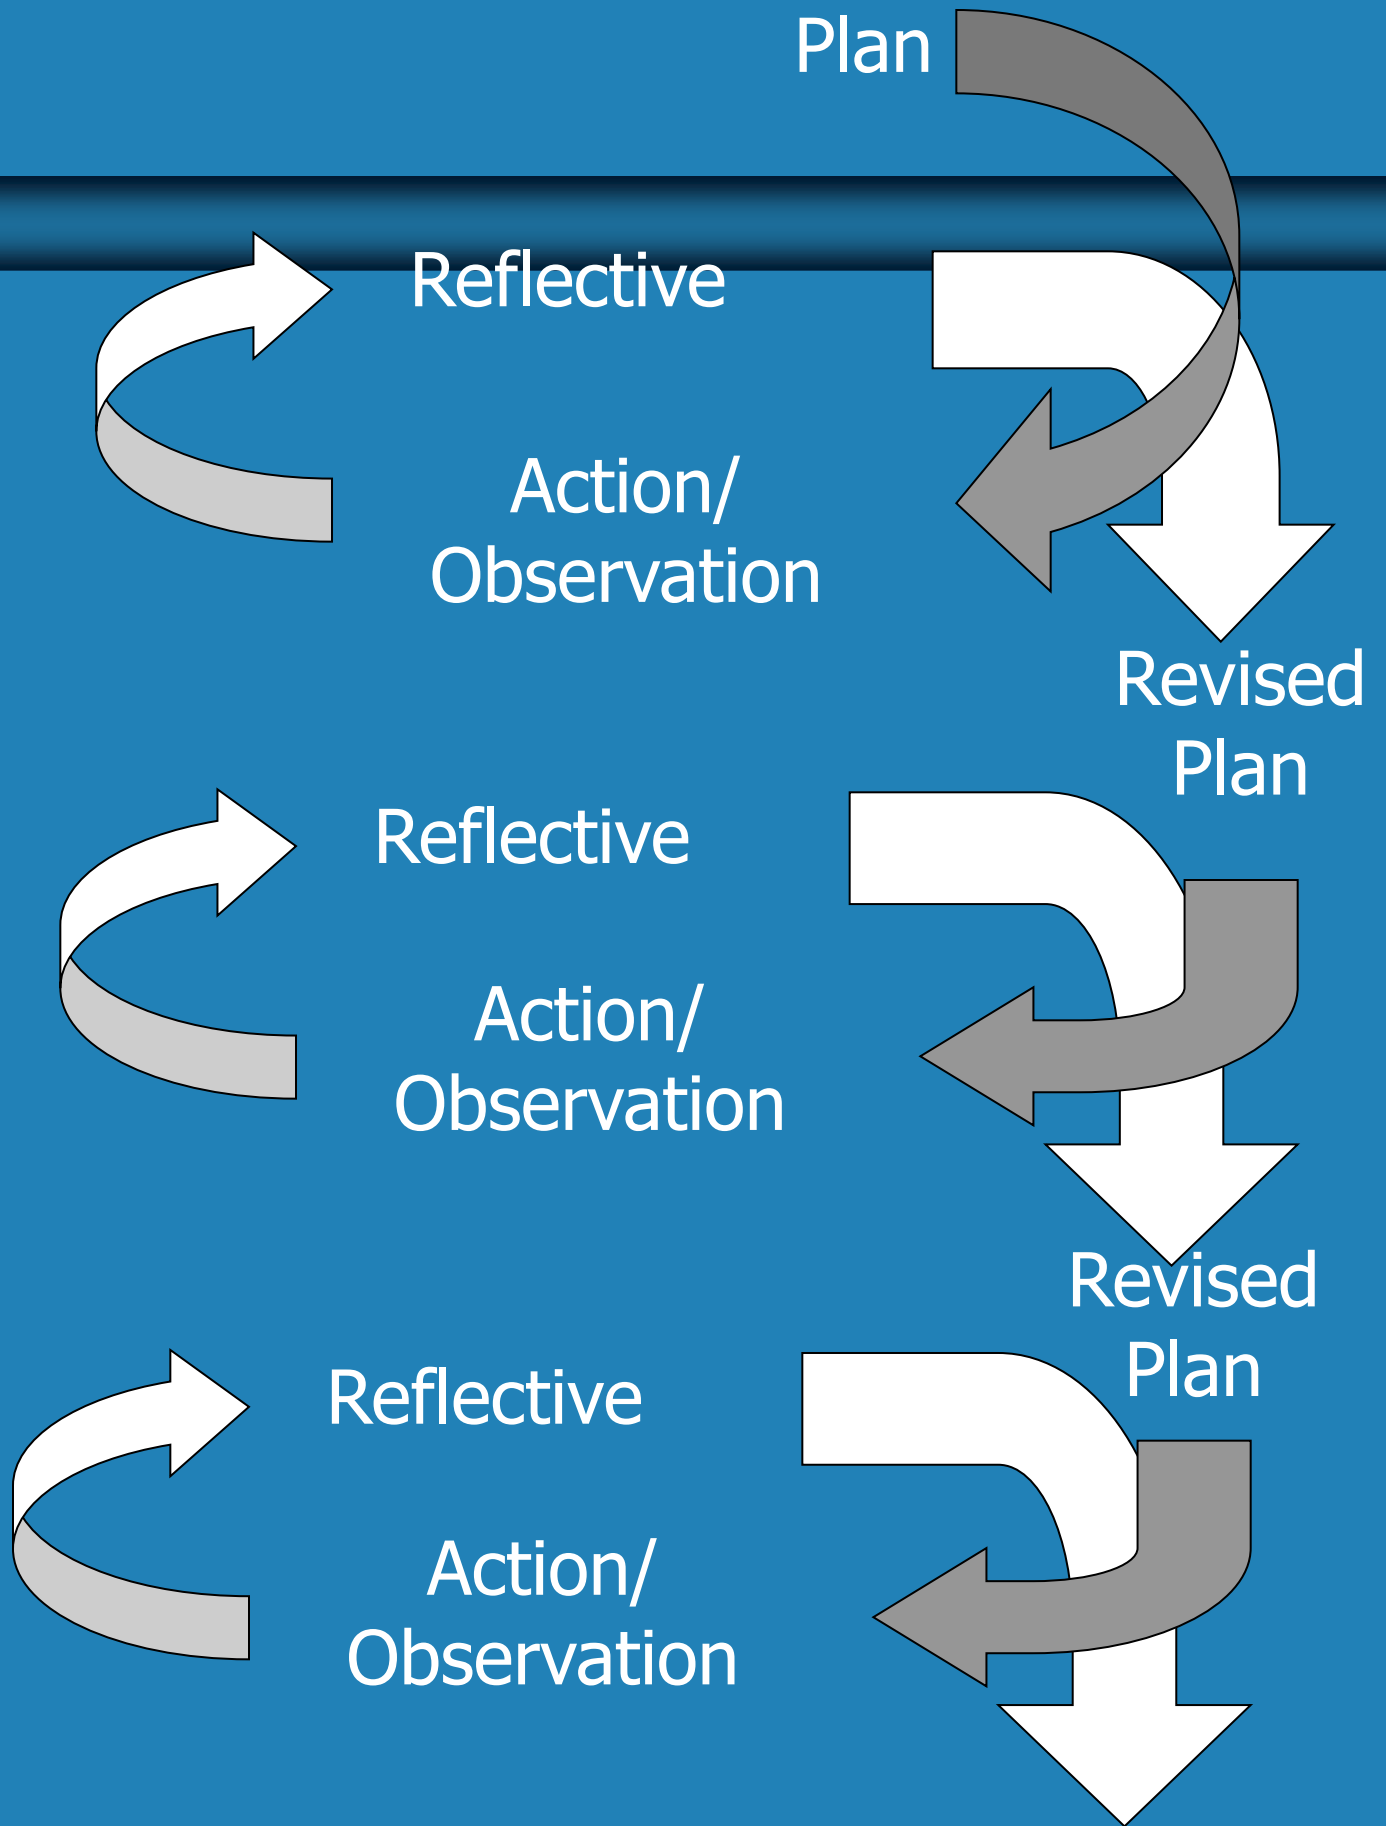 Plan
Reflective
Action/
Observation
Revised
Plan
Reflective
Action/
Observation
Revised
Plan
Reflective
Action/
Observation